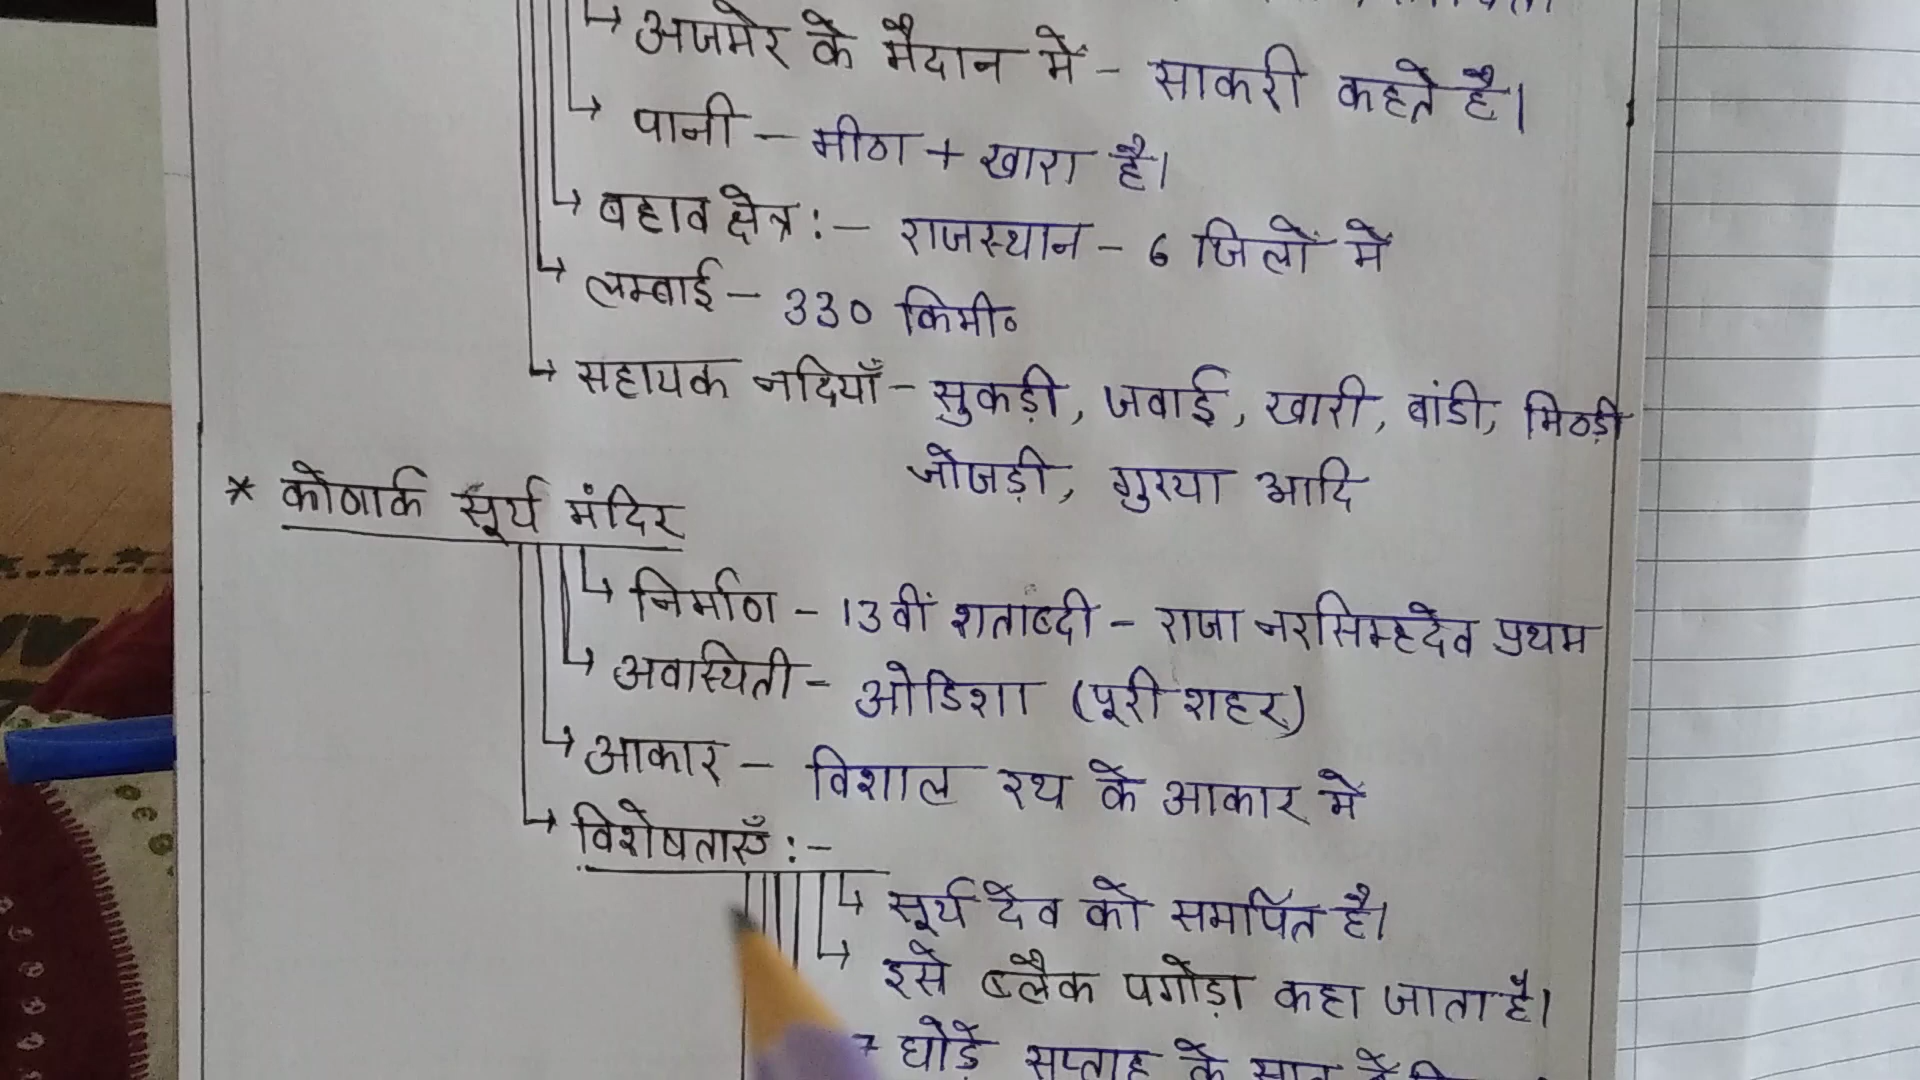 ↳ अजमेर के मैदान में - साकरी कहते है।
↳ पानी - मीठा + खारा है।
↳ बहाव क्षेत्र :- राजस्थान - 6 जिलों में
↳ लम्बाई - 330 किमी॰
↳ सहायक नदियाँ - सुकड़ी, जवाई, खारी, बांडी, मिठड़ी
जोजड़ी, गुहया आदि
* कोणार्क सूर्य मंदिर
↳ निर्माण - 13वीं शताब्दी - राजा नरसिम्हदेव प्रथम
↳ अवास्थिती - ओडिशा (पूरी शहर)
↳ आकार - विशाल रथ के आकार में
↳ विशेषताएँ :-
↳ सूर्य देव को समर्पित है।
↳ इसे ब्लैक पगोड़ा कहा जाता है।
7 घोड़े सप्ताह के सात